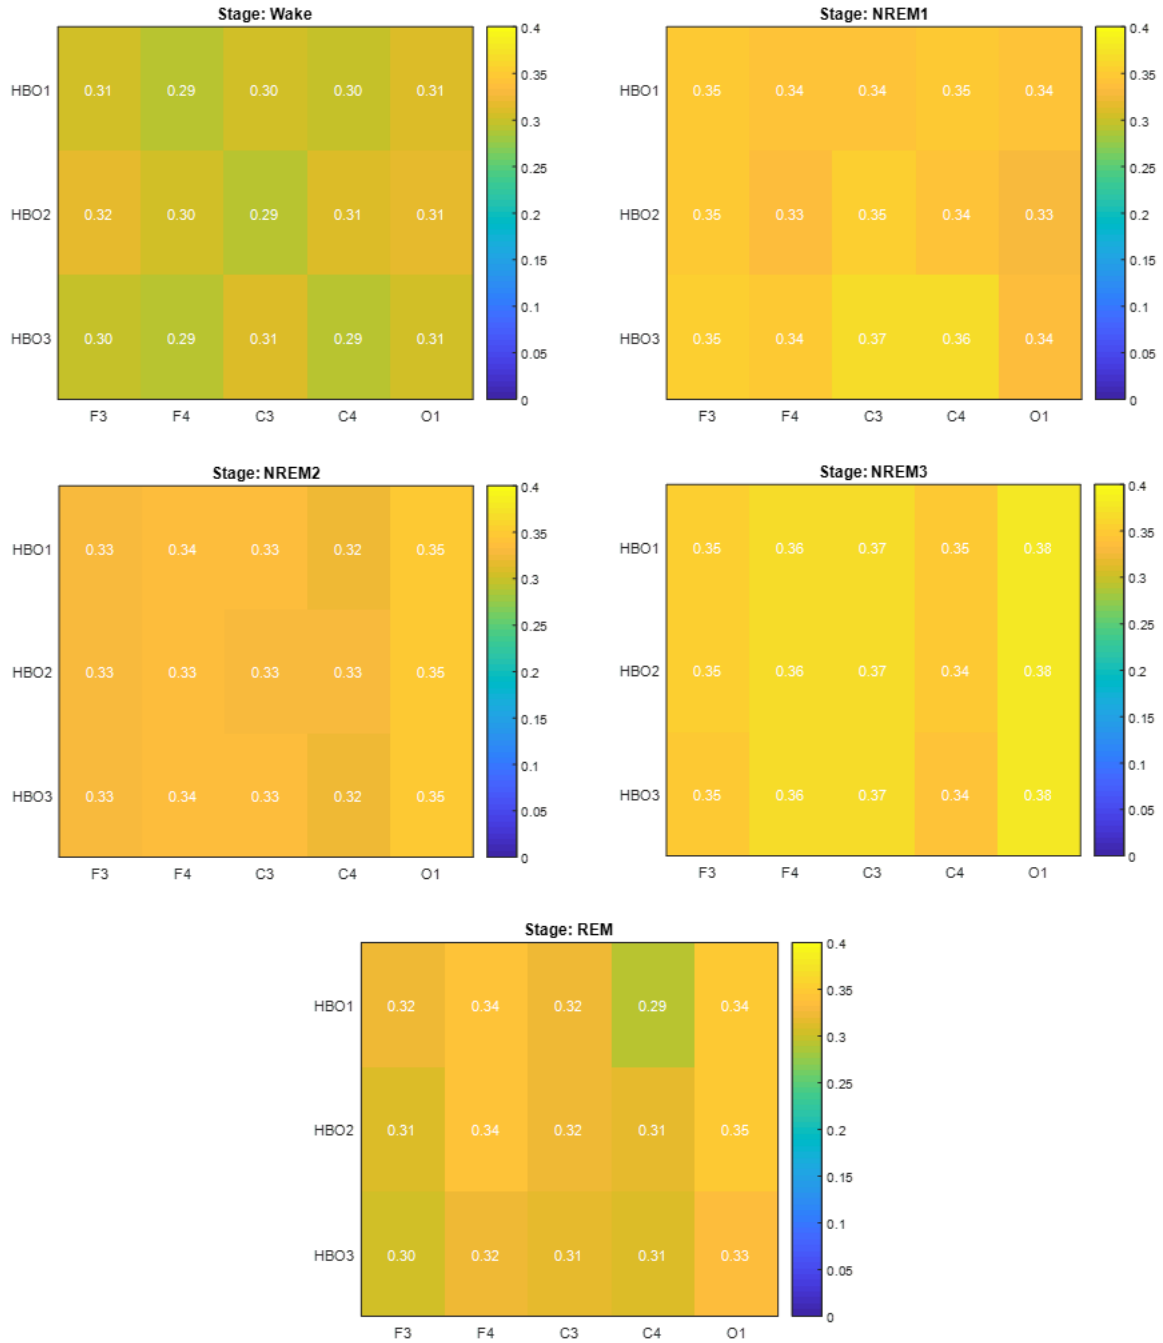 Stage: Wake
HBO1 0.31 0.29 0.30 0.30 0.31
HBO2 0.32 0.30 0.29 0.31 0.31
HBO3 0.30 0.29 0.31 0.29 0.31
F3 F4 C3 C4 O1
0.4
0.35
0.3
0.25
0.2
0.15
0.1
0.05
0
Stage: NREM1
HBO1 0.35 0.34 0.34 0.35 0.34
HBO2 0.35 0.33 0.35 0.34 0.33
HBO3 0.35 0.34 0.37 0.36 0.34
F3 F4 C3 C4 O1
0.4
0.35
0.3
0.25
0.2
0.15
0.1
0.05
0
Stage: NREM2
HBO1 0.33 0.34 0.33 0.32 0.35
HBO2 0.33 0.33 0.33 0.33 0.35
HBO3 0.33 0.34 0.33 0.32 0.35
F3 F4 C3 C4 O1
0.4
0.35
0.3
0.25
0.2
0.15
0.1
0.05
0
Stage: NREM3
HBO1 0.35 0.36 0.37 0.35 0.38
HBO2 0.35 0.36 0.37 0.34 0.38
HBO3 0.35 0.36 0.37 0.34 0.38
F3 F4 C3 C4 O1
0.4
0.35
0.3
0.25
0.2
0.15
0.1
0.05
0
Stage: REM
HBO1 0.32 0.34 0.32 0.29 0.34
HBO2 0.31 0.34 0.32 0.31 0.35
HBO3 0.30 0.32 0.31 0.31 0.33
F3 F4 C3 C4 O1
0.4
0.35
0.3
0.25
0.2
0.15
0.1
0.05
0